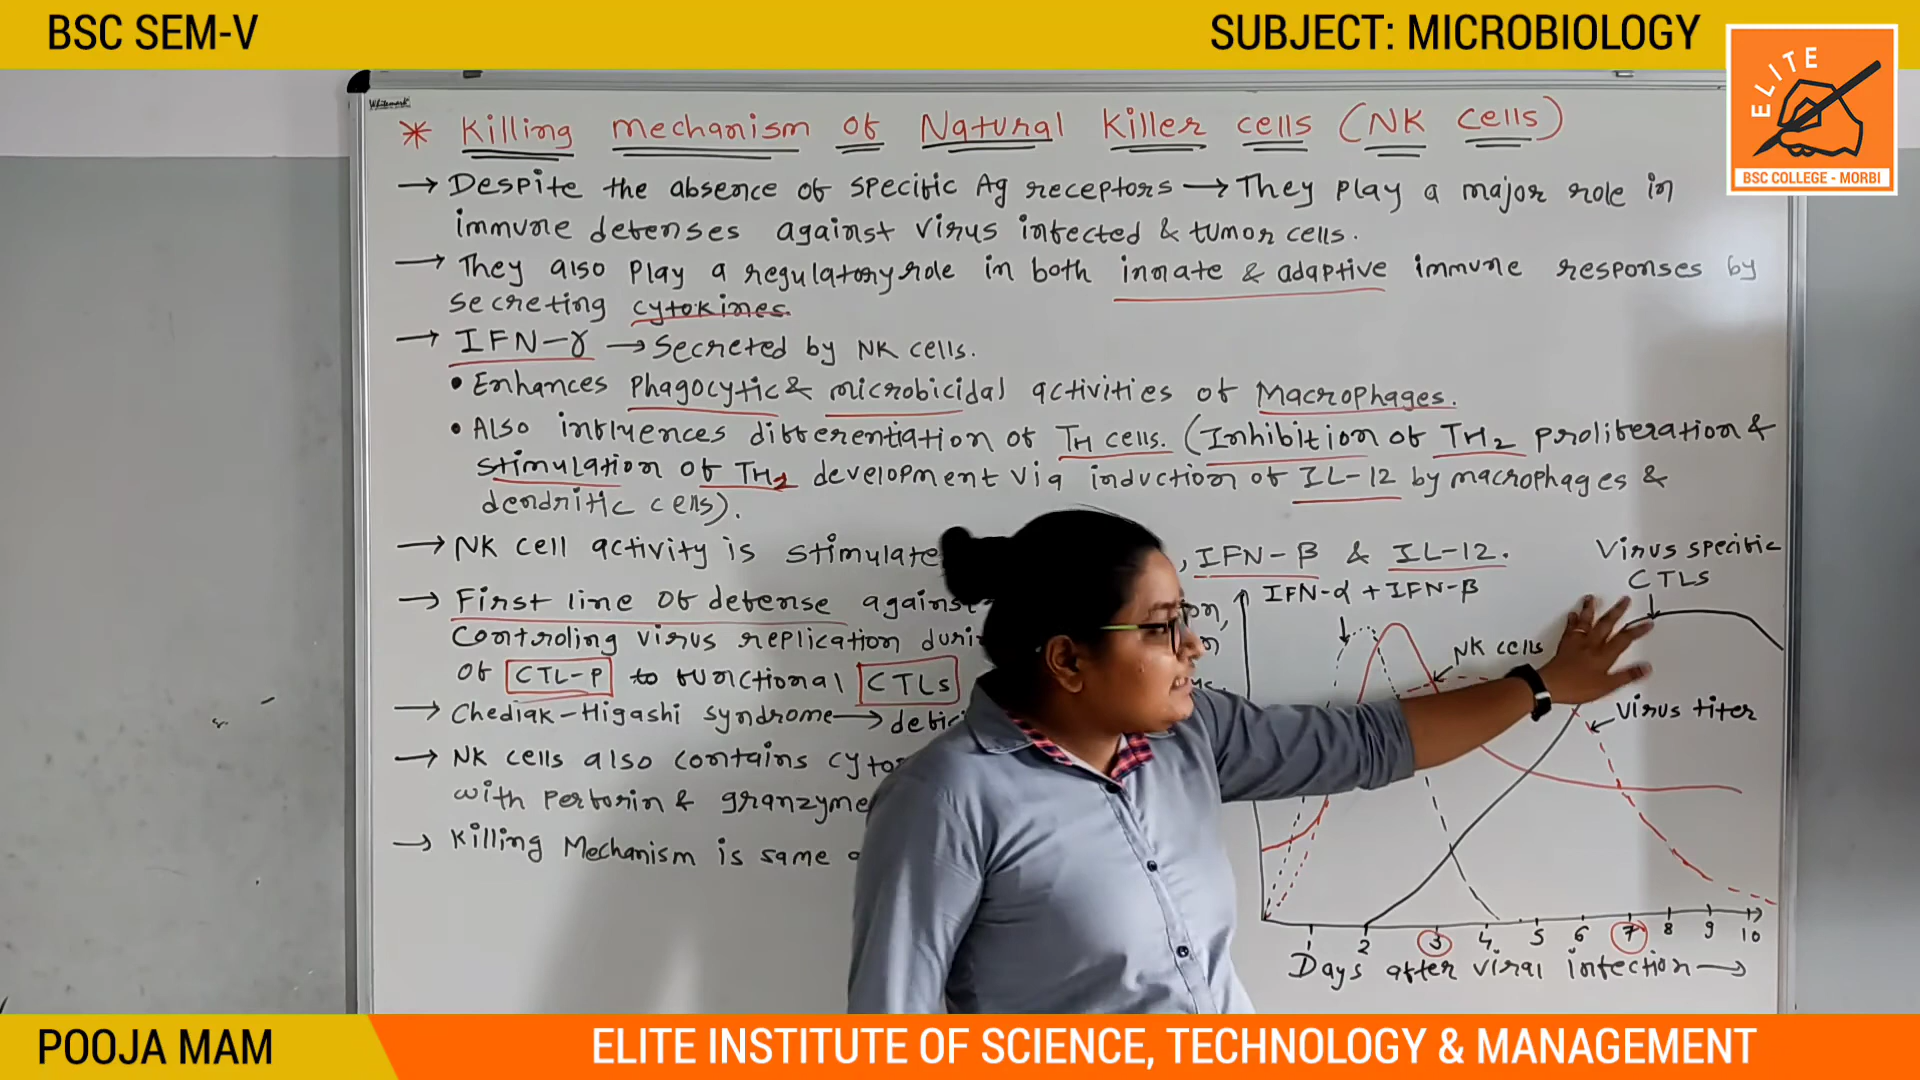 BSC SEM-V
SUBJECT: MICROBIOLOGY
ELITE
BSC COLLEGE - MORBI
Whitemark
* Killing mechanism of Natural Killer cells (NK cells)
→ Despite the absence of specific Ag receptors → They play a major role in
immune defenses against virus infected & tumor cells.
→ They also play a regulatory role in both innate & adaptive immune responses by
secreting cytokines.
→ IFN-γ → Secreted by NK cells.
• Enhances Phagocytic & microbicidal activities of Macrophages.
• Also influences differentiation of TH cells. (Inhibition of TH2 proliferation &
stimulation of TH2 development via induction of IL-12 by macrophages &
dendritic cells).
→ NK cell activity is stimulate , IFN-β & IL-12.
→ First line of defense against
Controling virus replication
of CTL-P to functional CTLs
→ Chediak-Higashi syndrome →
→ NK cells also contains
with Perforin & granzyme
→ Killing Mechanism is same
Virus specific
CTLS
IFN-α + IFN-β
NK cells
Virus titer
1 2 3 4 5 6 7 8 9 10
Days after viral infection →
POOJA MAM
ELITE INSTITUTE OF SCIENCE, TECHNOLOGY & MANAGEMENT